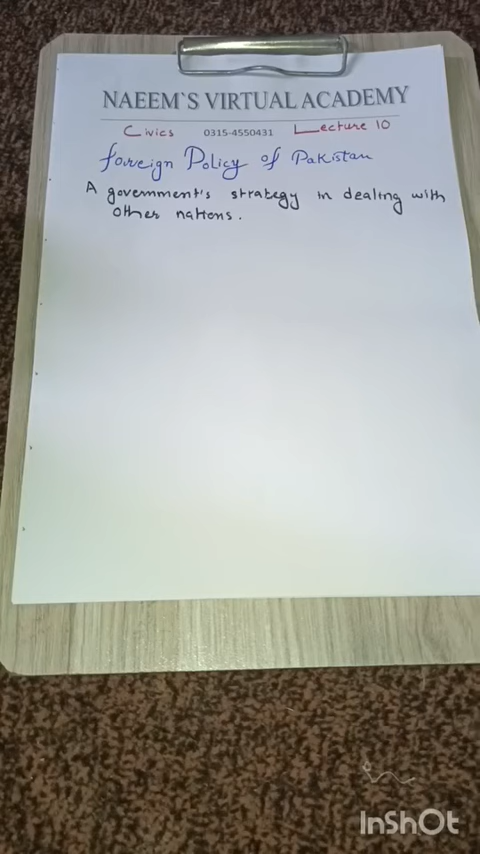 NAEEM`S VIRTUAL ACADEMY
Civics 0315-4550431 Lecture 10
Foreign Policy of Pakistan
A government's strategy in dealing with
other nations.
InShOt